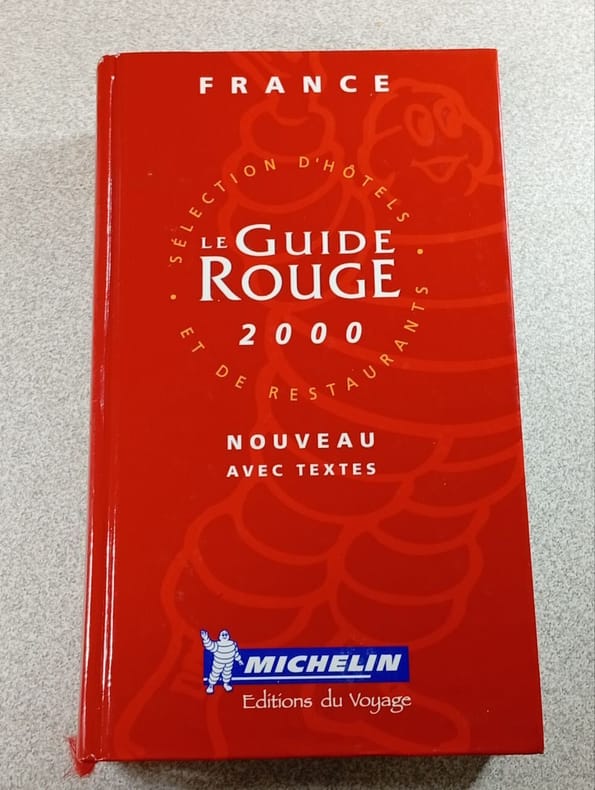 FRANCE
SÉLECTION D'HÔTELS
LE GUIDE
ROUGE
2000
ET DE RESTAURANTS
NOUVEAU
AVEC TEXTES
MICHELIN
Editions du Voyage